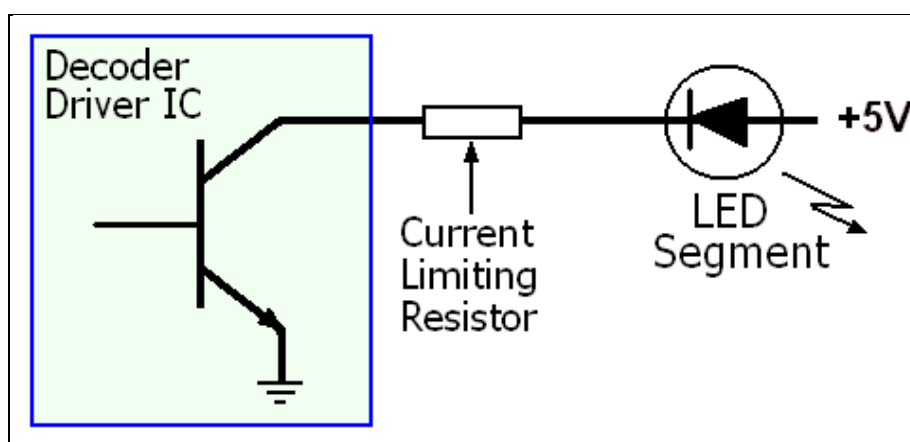 Decoder
Driver IC
+5V
LED
Segment
Current
Limiting
Resistor